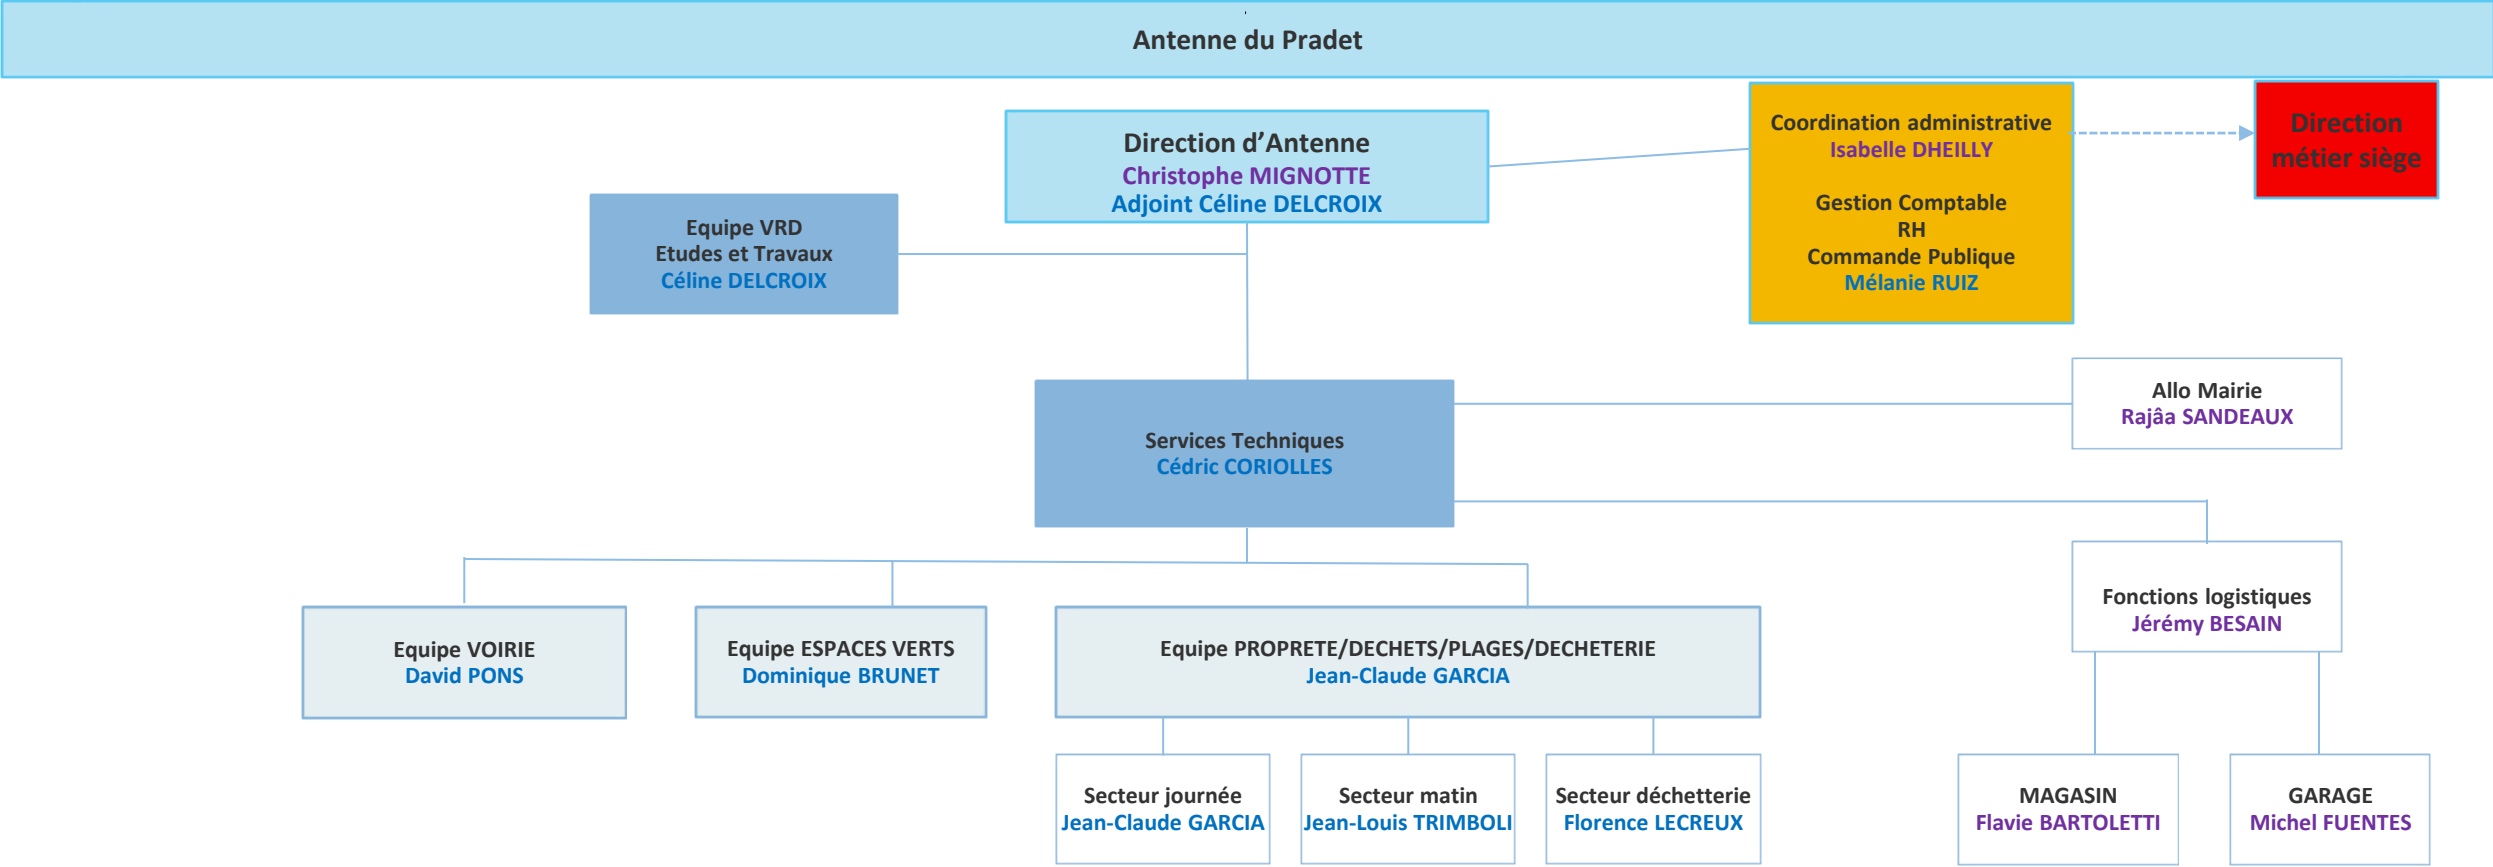 Antenne du Pradet
Direction d’Antenne
Christophe MIGNOTTE
Adjoint Céline DELCROIX
Coordination administrative
Isabelle DHEILLY
Gestion Comptable
RH
Commande Publique
Mélanie RUIZ
Direction
métier siège
Equipe VRD
Etudes et Travaux
Céline DELCROIX
Allo Mairie
Rajâa SANDEAUX
Services Techniques
Cédric CORIOLLES
Fonctions logistiques
Jérémy BESAIN
Equipe VOIRIE
David PONS
Equipe ESPACES VERTS
Dominique BRUNET
Equipe PROPRETE/DECHETS/PLAGES/DECHETERIE
Jean-Claude GARCIA
Secteur journée
Jean-Claude GARCIA
Secteur matin
Jean-Louis TRIMBOLI
Secteur déchetterie
Florence LECREUX
MAGASIN
Flavie BARTOLETTI
GARAGE
Michel FUENTES